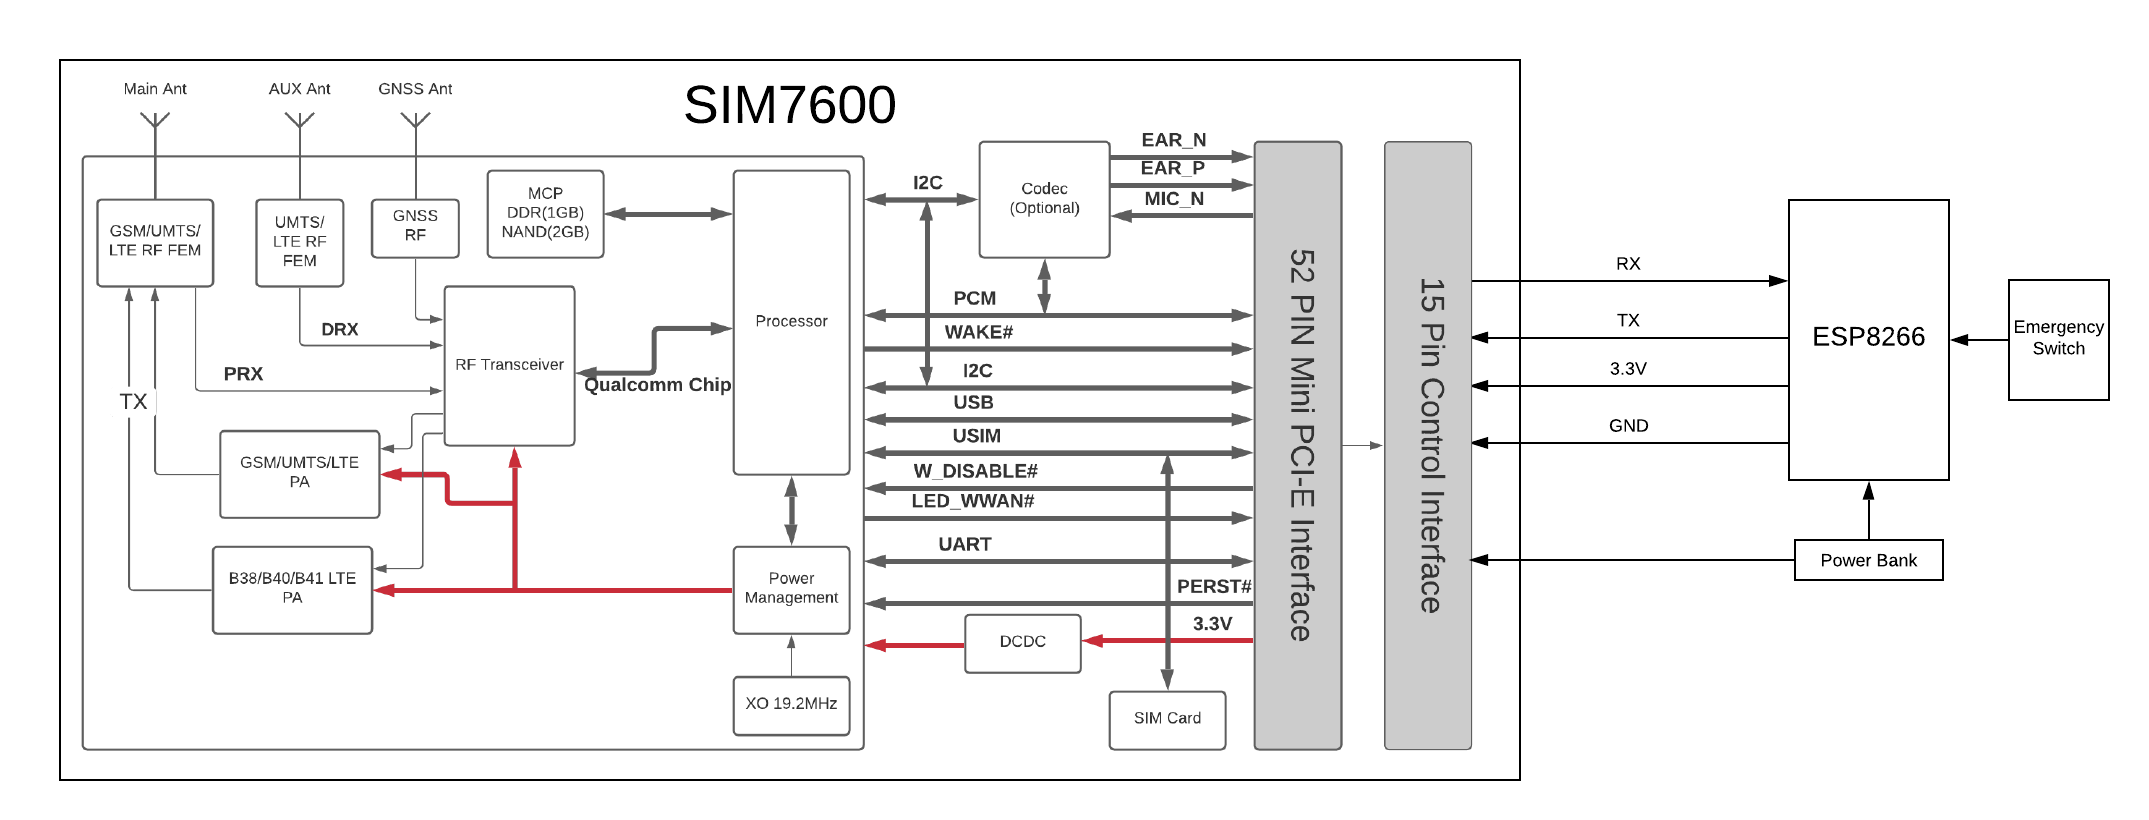 Main Ant
AUX Ant
GNSS Ant
SIM7600
GSM/UMTS/
LTE RF FEM
UMTS/
LTE RF
FEM
GNSS
RF
MCP
DDR(1GB)
NAND(2GB)
Processor
I2C
Codec
(Optional)
EAR_N
EAR_P
MIC_N
DRX
PRX
TX
RF Transceiver
Qualcomm Chip
PCM
WAKE#
I2C
USB
USIM
W_DISABLE#
LED_WWAN#
UART
PERST#
3.3V
GSM/UMTS/LTE
PA
B38/B40/B41 LTE
PA
Power
Management
XO 19.2MHz
DCDC
SIM Card
52 PIN Mini PCI-E Interface
15 Pin Control Interface
RX
TX
3.3V
GND
ESP8266
Emergency
Switch
Power Bank